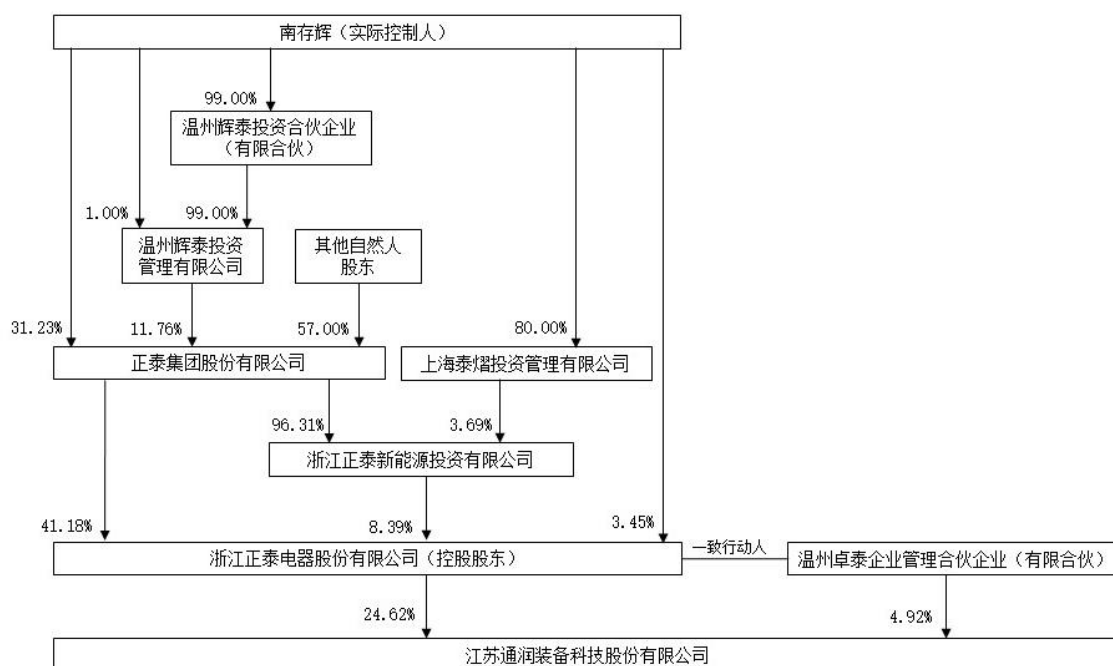 南存辉（实际控制人）
99.00%
温州辉泰投资合伙企业
（有限合伙）
1.00%
99.00%
温州辉泰投资
管理有限公司
其他自然人
股东
31.23%
11.76%
57.00%
80.00%
正泰集团股份有限公司
上海泰熠投资管理有限公司
96.31%
3.69%
浙江正泰新能源投资有限公司
41.18%
8.39%
3.45%
浙江正泰电器股份有限公司（控股股东）
一致行动人
温州卓泰企业管理合伙企业（有限合伙）
24.62%
4.92%
江苏通润装备科技股份有限公司